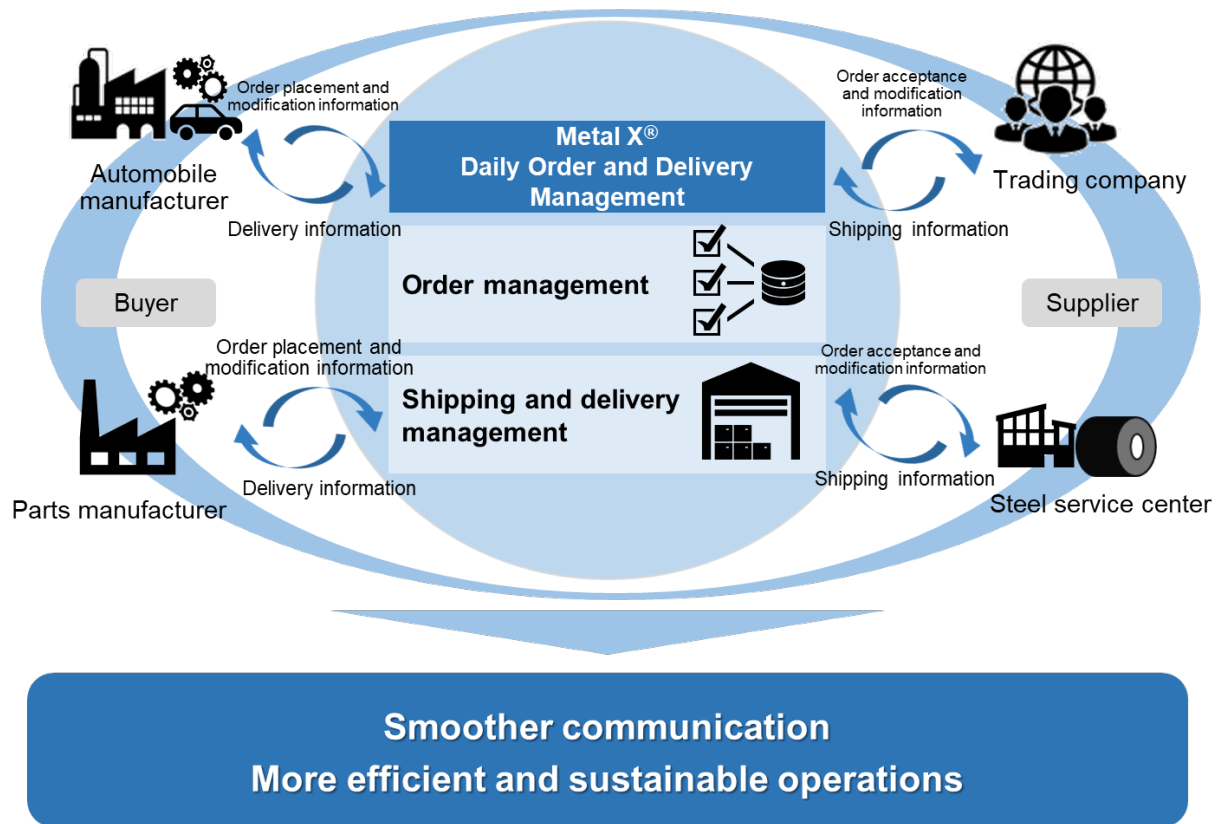 Order placement and
modification information
Automobile
manufacturer
Delivery information
Metal X®
Daily Order and Delivery
Management
Order acceptance
and modification
information
Trading company
Shipping information
Order management
Buyer
Supplier
Order placement and
modification information
Parts manufacturer
Delivery information
Shipping and delivery
management
Order acceptance and
modification information
Shipping information
Steel service center
Smoother communication
More efficient and sustainable operations